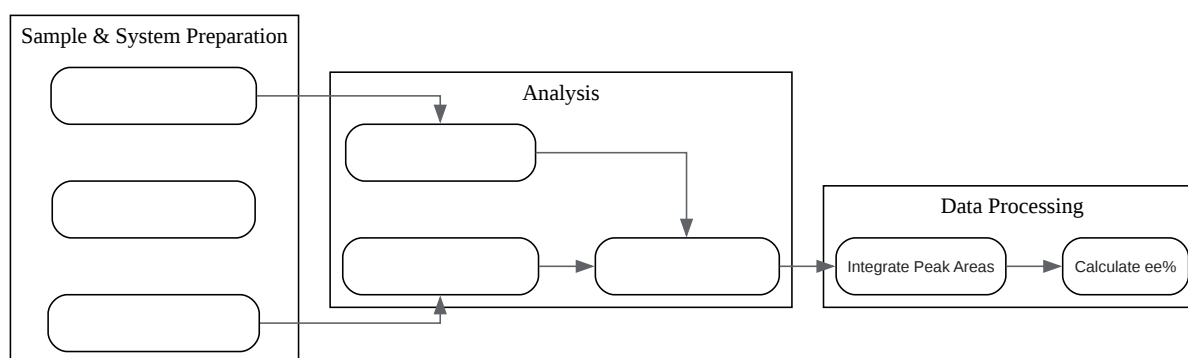 Sample & System Preparation
Analysis
Data Processing
Integrate Peak Areas
Calculate ee%